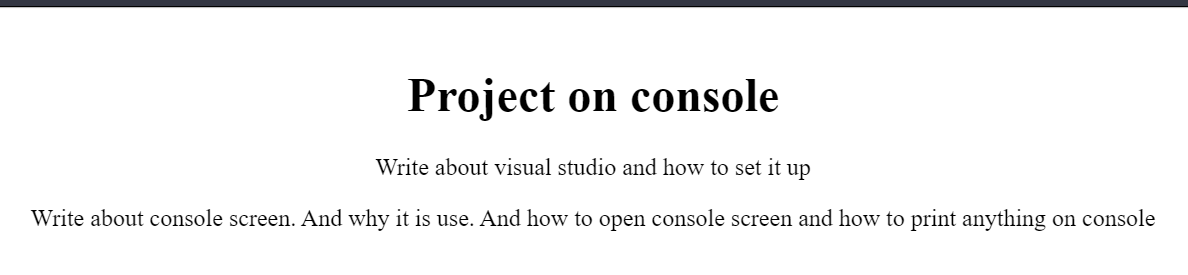 Project on console
Write about visual studio and how to set it up
Write about console screen. And why it is use. And how to open console screen and how to print anything on console